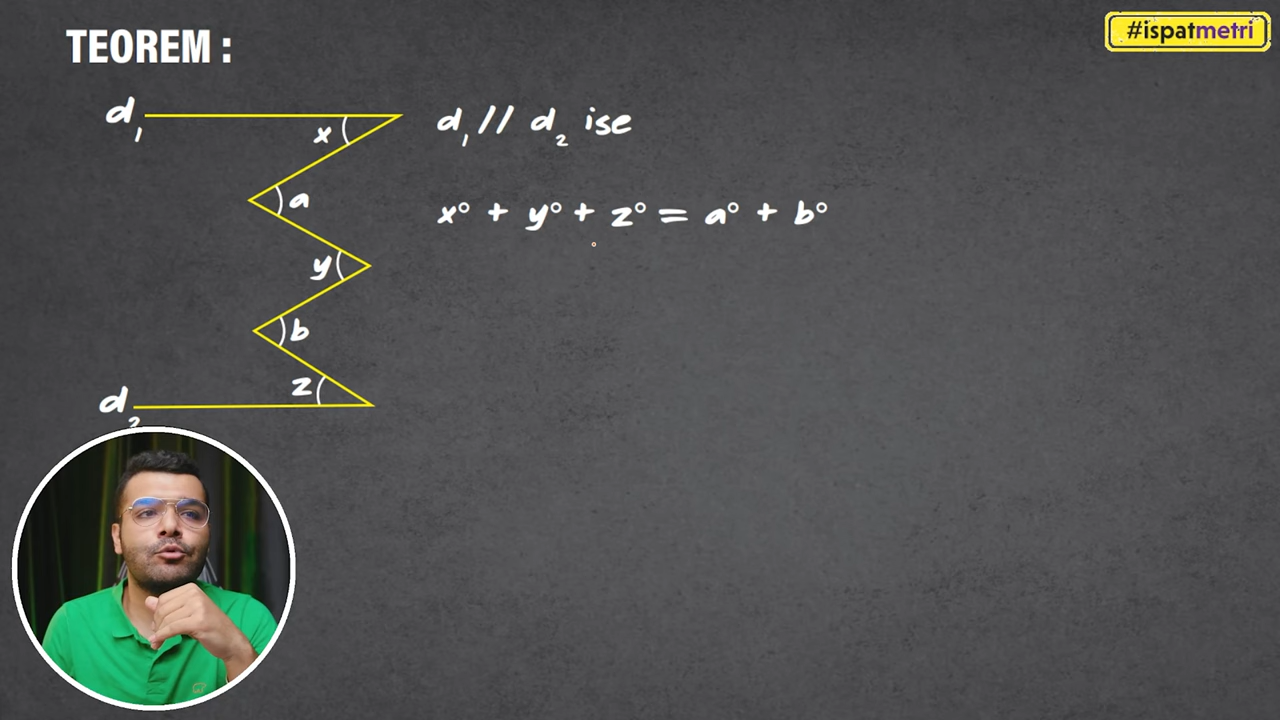 TEOREM :
#ispatmetri
d₁
d₁ // d₂ ise
x
a
x° + y° + z° = a° + b°
y
b
z
d₂